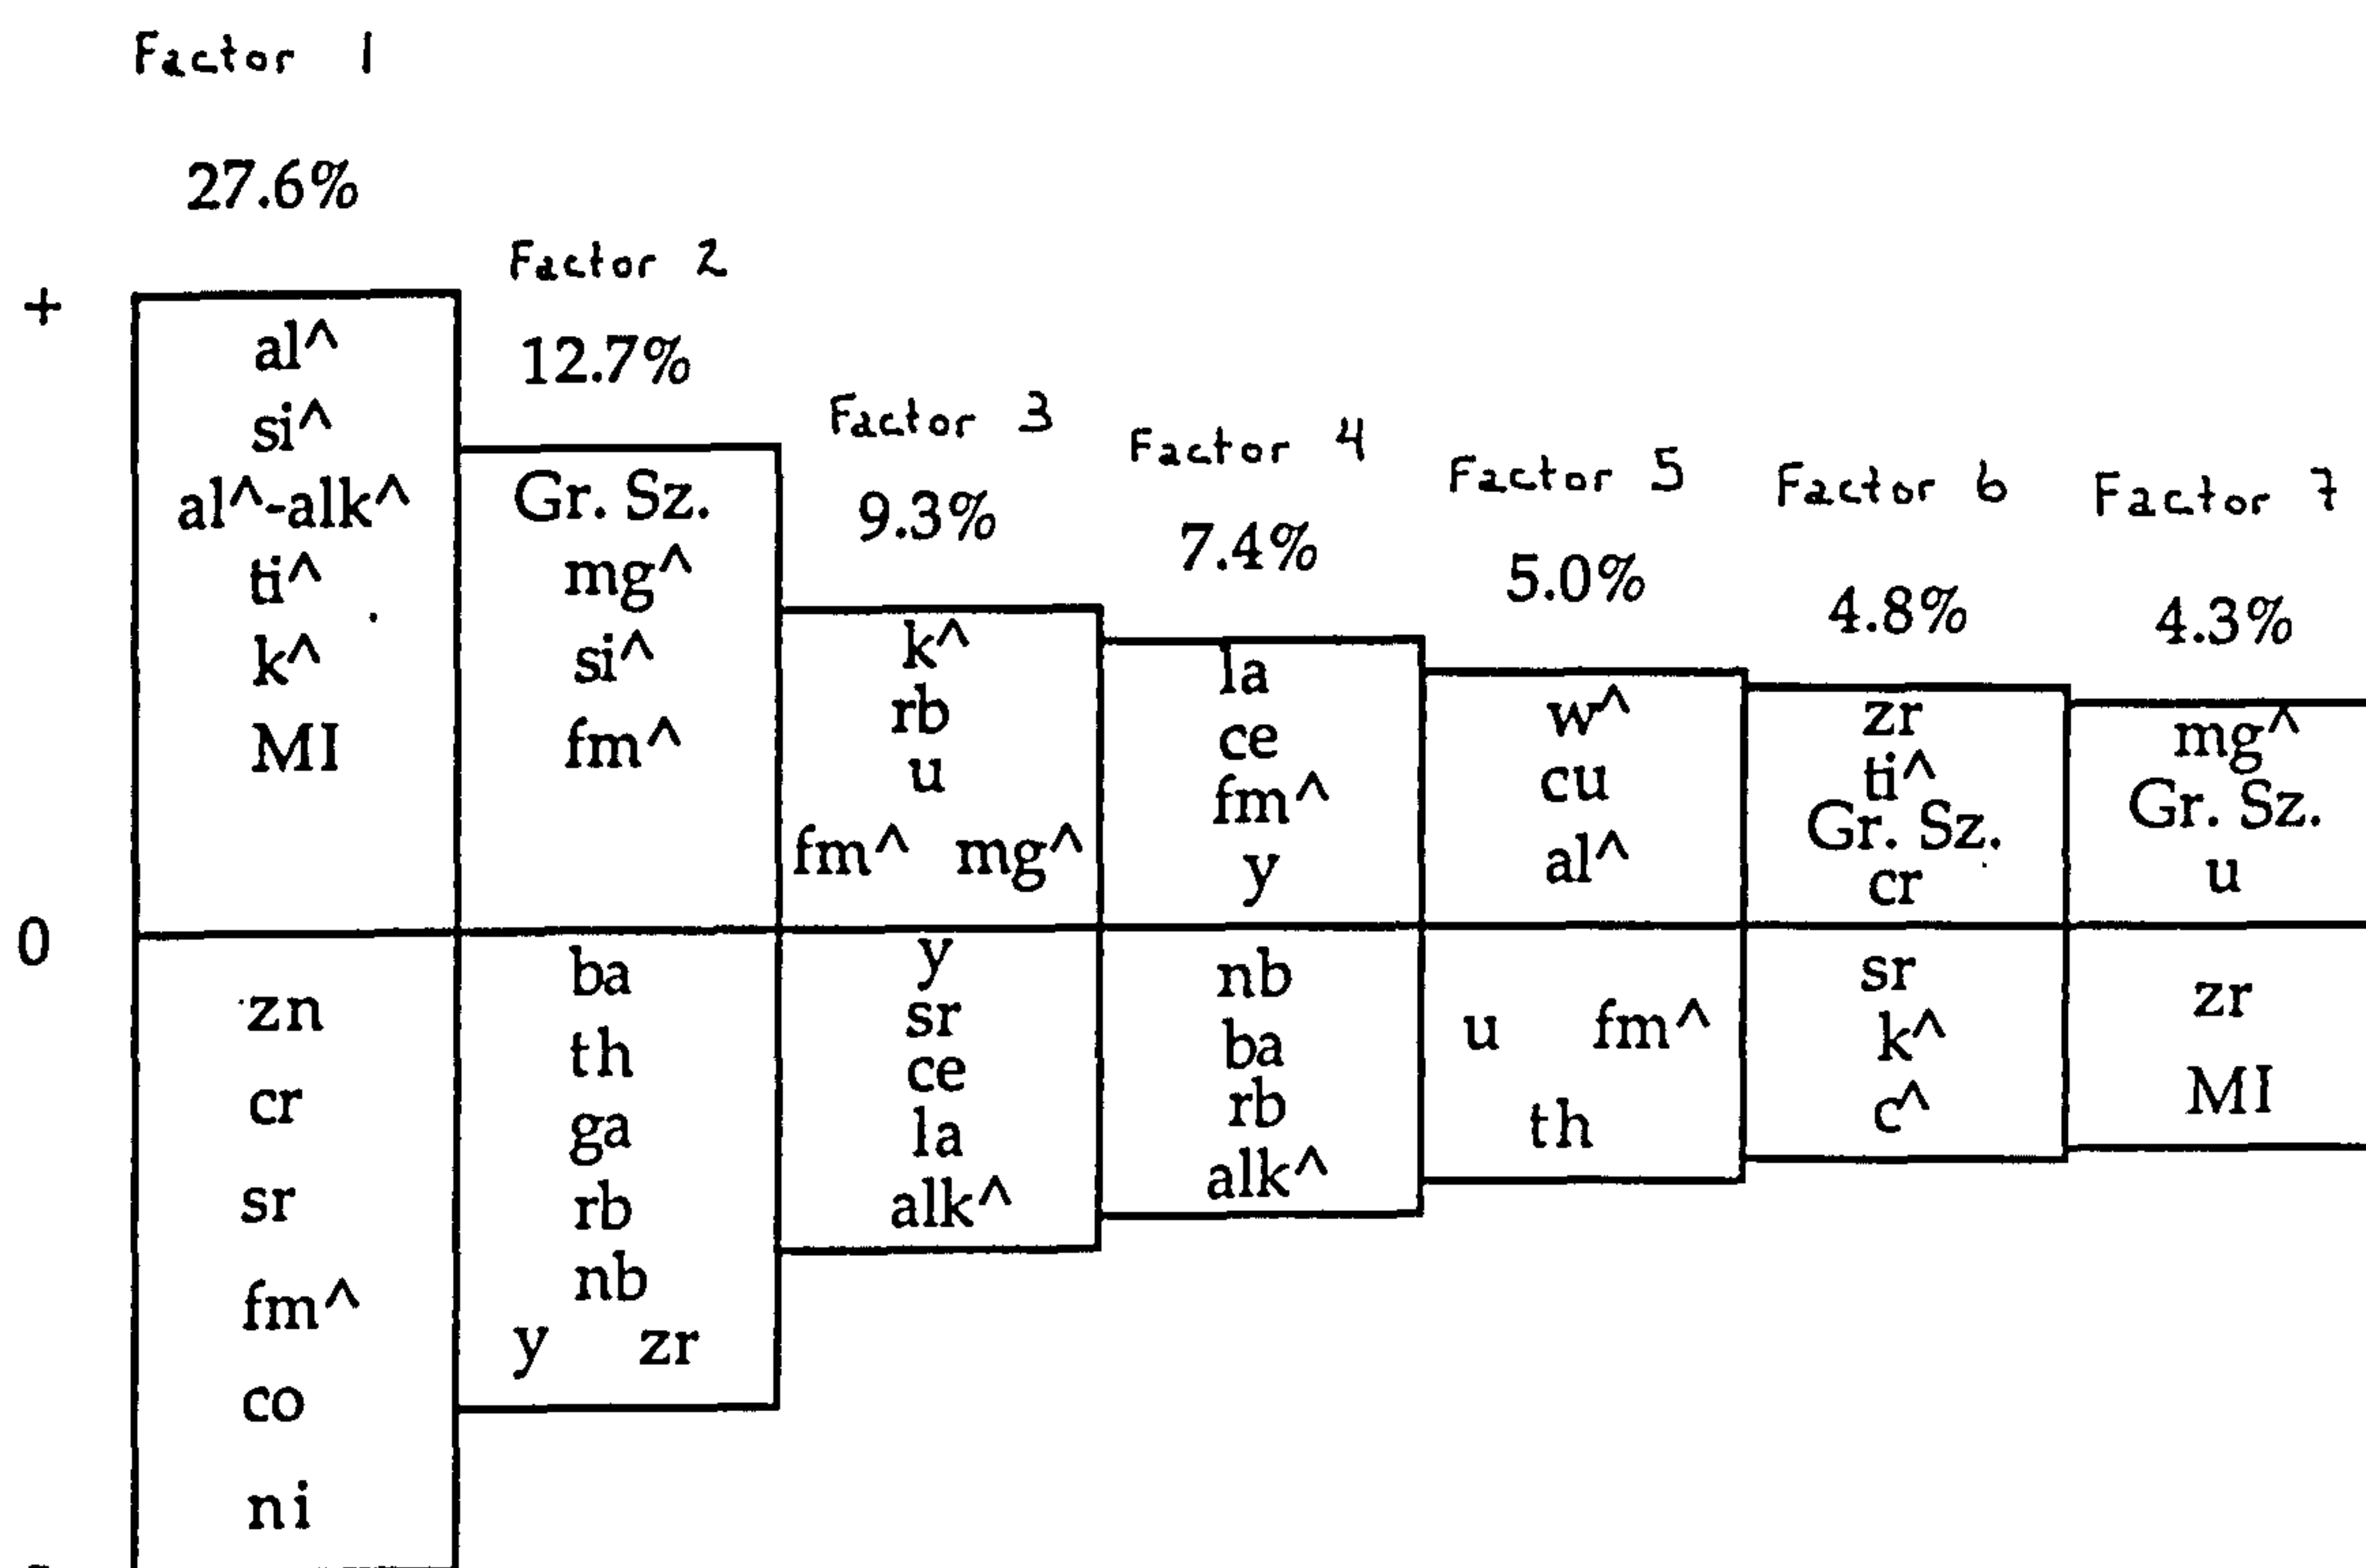 Factor 1
27.6%
+
al^
si^
al^-alk^
ti^
k^
MI
0
zn
cr
sr
fm^
co
ni
Factor 2
12.7%
Gr. Sz.
mg^
si^
fm^
ba
th
ga
rb
nb
y zr
Factor 3
9.3%
k^
rb
u
fm^ mg^
y
sr
ce
la
alk^
Factor 4
7.4%
la
ce
fm^
y
nb
ba
rb
alk^
Factor 5
5.0%
w^
cu
al^
u fm^
th
Factor 6
4.8%
zr
ti^
Gr. Sz.
cr
sr
k^
c^
Factor 7
4.3%
mg^
Gr. Sz.
u
zr
MI